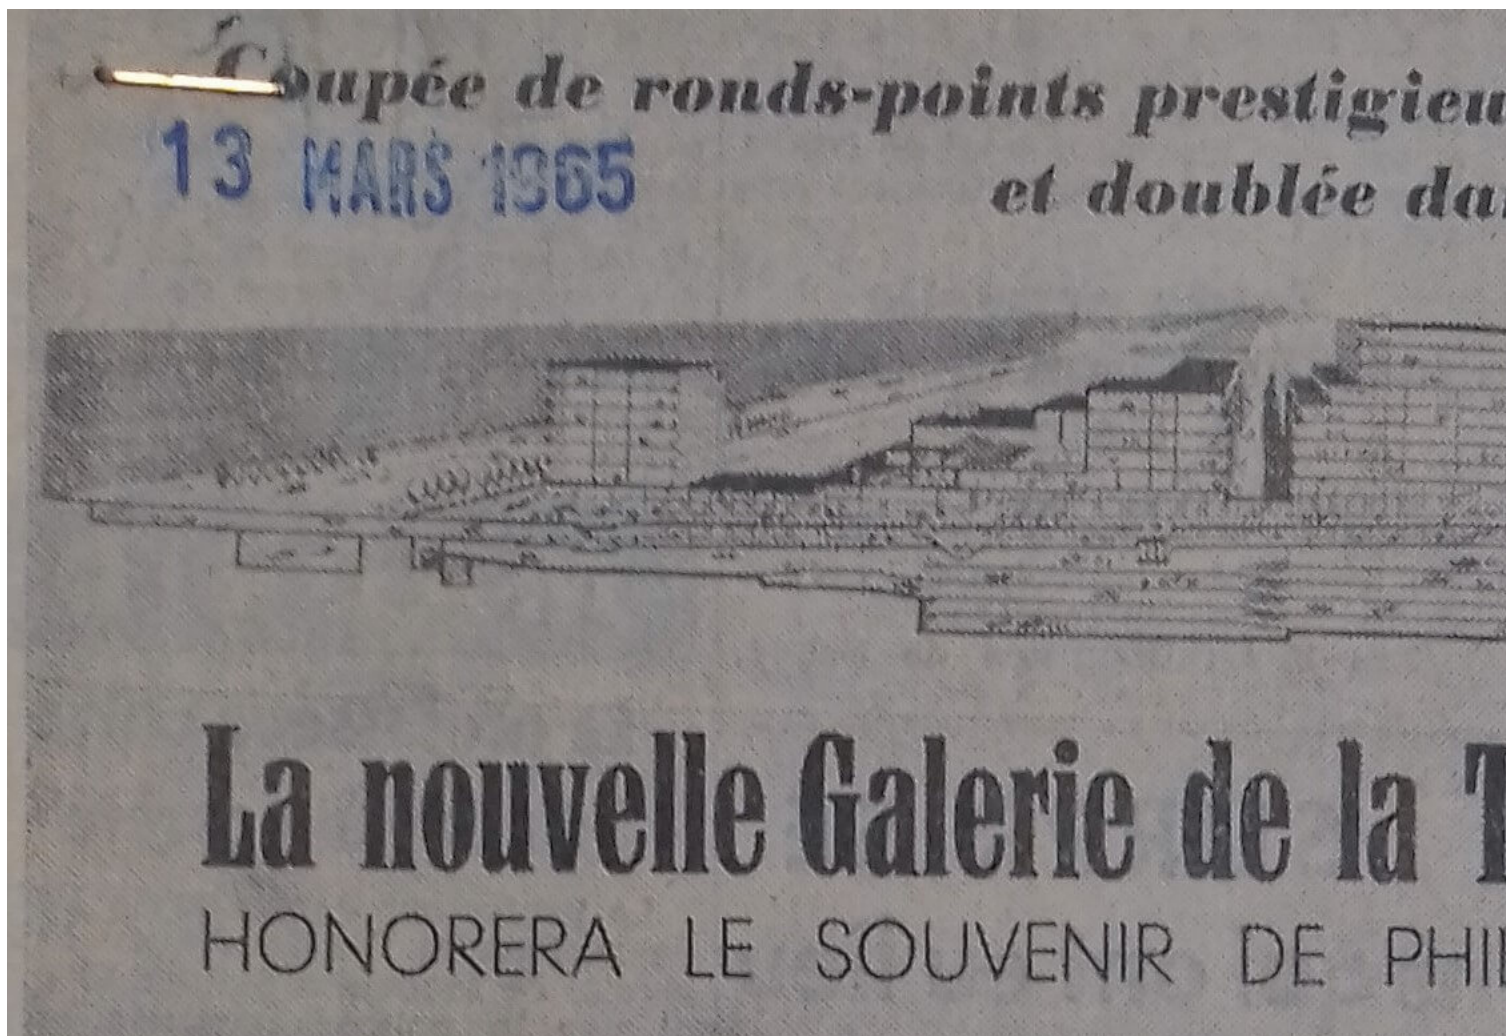 Coupée de ronds-points prestigieu
13 MARS 1965
et doublée da
La nouvelle Galerie de la T
HONORERA LE SOUVENIR DE PHIL